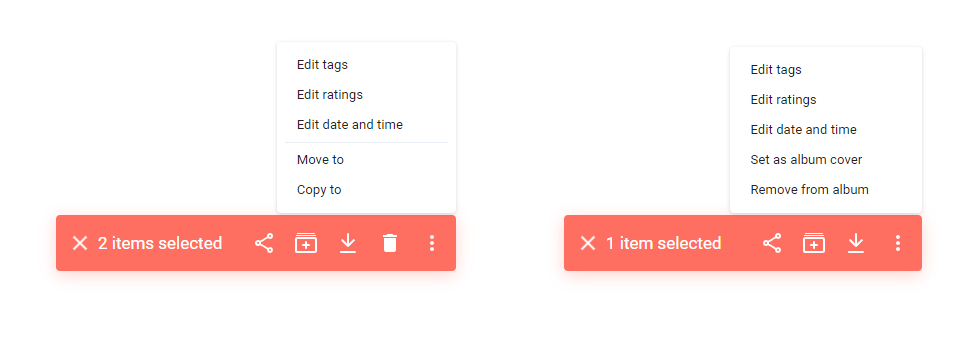 Edit tags
Edit ratings
Edit date and time
Move to
Copy to
2 items selected
Edit tags
Edit ratings
Edit date and time
Set as album cover
Remove from album
1 item selected